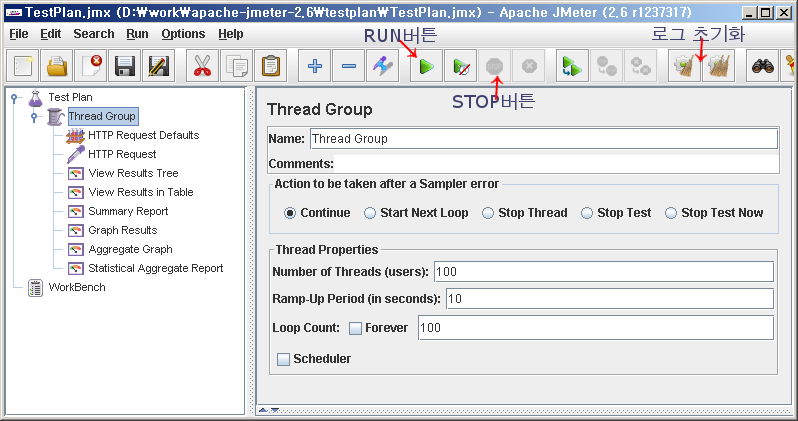 TestPlan.jmx (D:₩work₩apache-jmeter-2.6₩testplan₩TestPlan.jmx) - Apache JMeter (2.6 r1237317)
File Edit Search Run Options Help
RUN버튼
로그 초기화
STOP
STOP버튼
Test Plan
Thread Group
HTTP Request Defaults
HTTP Request
View Results Tree
View Results in Table
Summary Report
Graph Results
Aggregate Graph
Statistical Aggregate Report
WorkBench
Thread Group
Name: Thread Group
Comments:
Action to be taken after a Sampler error
Continue Start Next Loop Stop Thread Stop Test Stop Test Now
Thread Properties
Number of Threads (users): 100
Ramp-Up Period (in seconds): 10
Loop Count: Forever 100
Scheduler